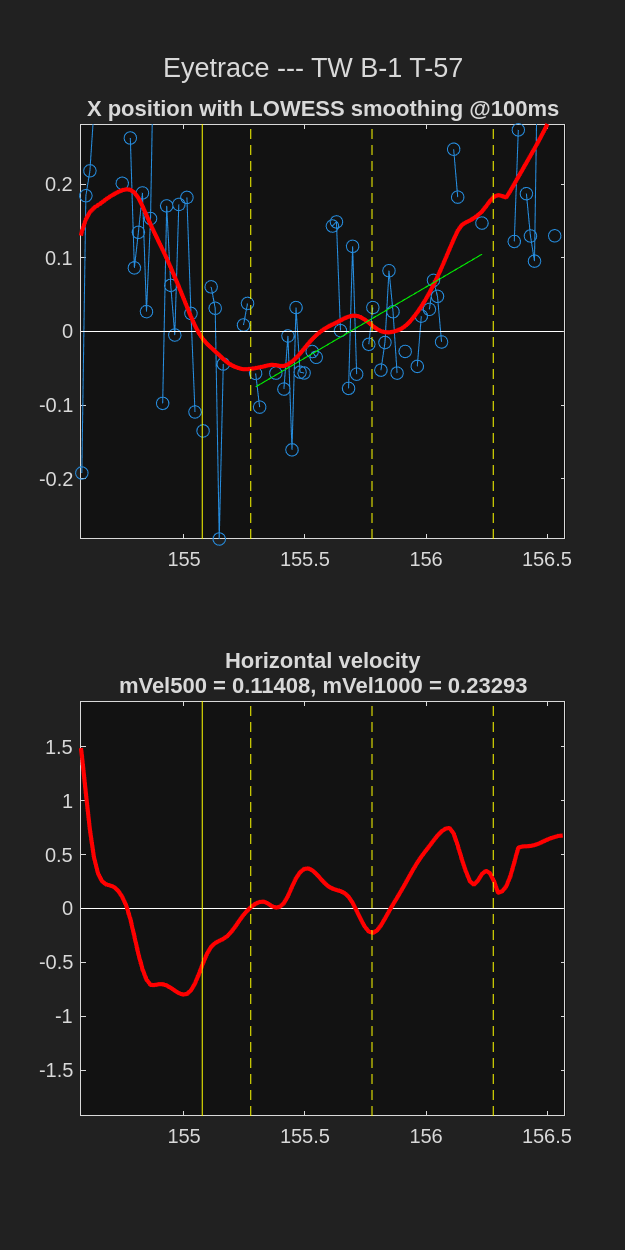 Eyetrace --- TW B-1 T-57
X position with LOWESS smoothing @100ms
0.2
0.1
0
-0.1
-0.2
155 155.5 156 156.5
Horizontal velocity
mVel500 = 0.11408, mVel1000 = 0.23293
1.5
1
0.5
0
-0.5
-1
-1.5
155 155.5 156 156.5